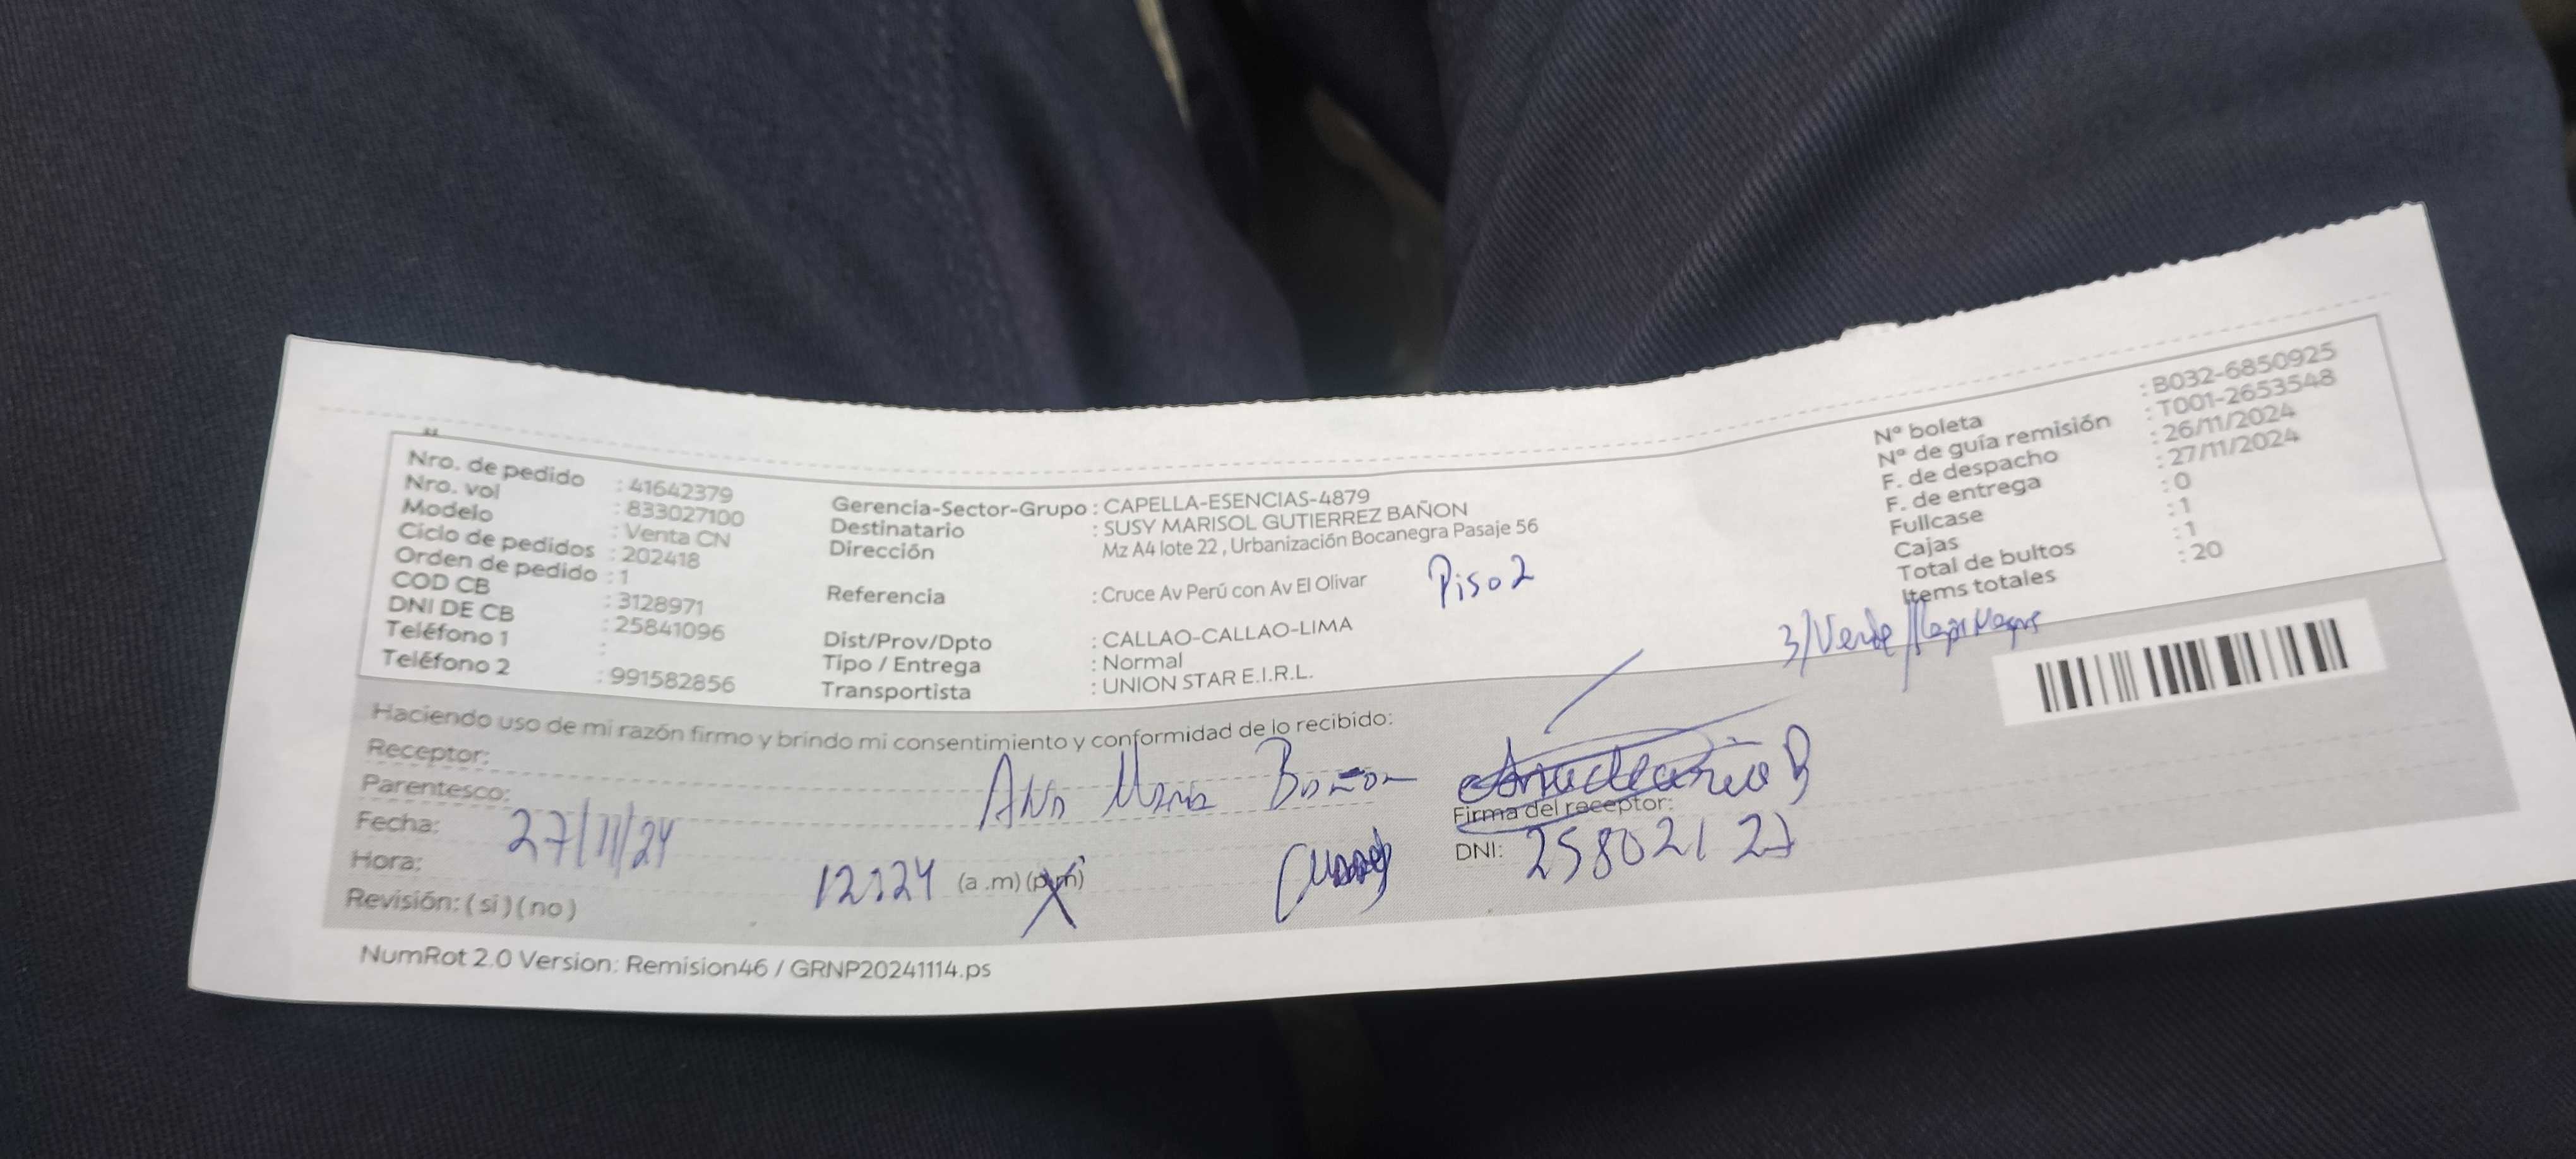 Nro. de pedido : 41642379
Nro. vol : 833027100
Modelo : Venta CN
Ciclo de pedidos : 202418
Orden de pedido : 1
COD CB : 3128971
DNI DE CB : 25841096
Teléfono 1 :
Teléfono 2 : 991582856
Gerencia-Sector-Grupo : CAPELLA-ESENCIAS-4879
Destinatario : SUSY MARISOL GUTIERREZ BAÑON
Dirección Mz A4 lote 22 , Urbanización Bocanegra Pasaje 56
Referencia : Cruce Av Perú con Av El Olivar
Piso 2
Dist/Prov/Dpto : CALLAO-CALLAO-LIMA
Tipo / Entrega : Normal
Transportista : UNION STAR E.I.R.L.
N° boleta : B032-6850925
N° de guía remisión : T001-2653548
F. de despacho : 26/11/2024
F. de entrega : 27/11/2024
Fullcase : 0
Cajas : 1
Total de bultos : 1
Items totales : 20
3/Verde/
Haciendo uso de mi razón firmo y brindo mi consentimiento y conformidad de lo recibido:
Receptor: Ana Maria Bañon
Parentesco:
Firma del receptor:
Fecha: 27/11/24
DNI: 25802127
Hora: 12:24 (a .m) (p.m)
Revisión: ( si ) ( no )
NumRot 2.0 Version: Remision46 / GRNP20241114.ps